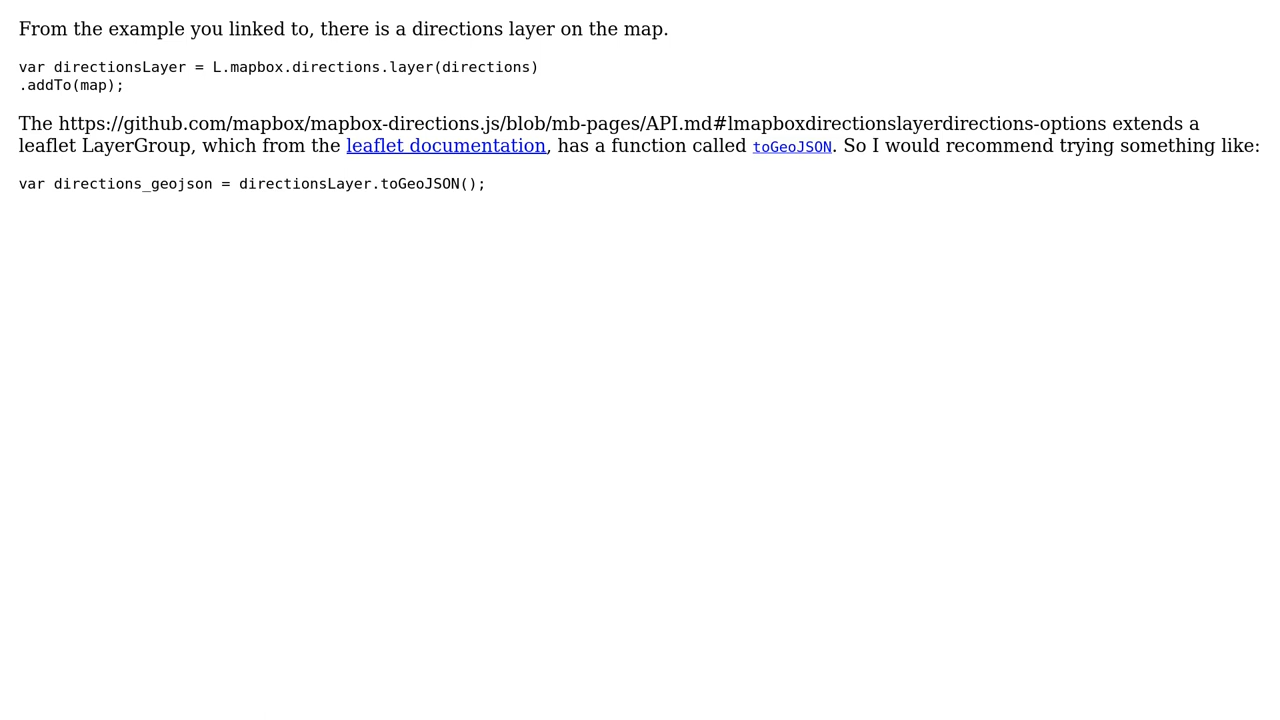 From the example you linked to, there is a directions layer on the map.
var directionsLayer = L.mapbox.directions.layer(directions)
.addTo(map);
The https://github.com/mapbox/mapbox-directions.js/blob/mb-pages/API.md#lmapboxdirectionslayerdirections-options extends a
leaflet LayerGroup, which from the leaflet documentation, has a function called toGeoJSON. So I would recommend trying something like:
var directions_geojson = directionsLayer.toGeoJSON();